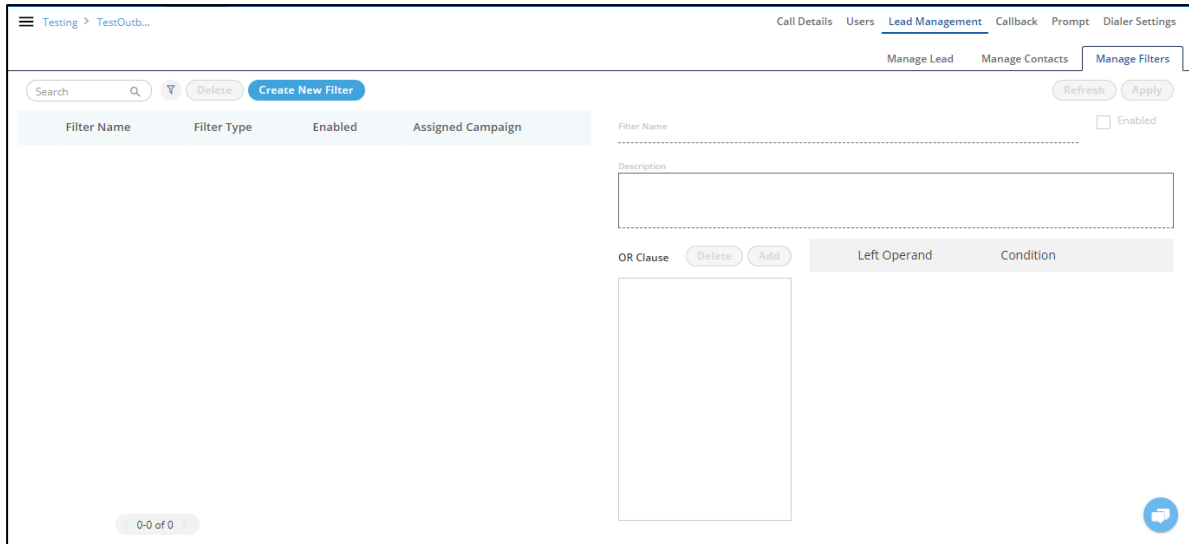 Testing > TestOutb...
Call Details Users Lead Management Callback Prompt Dialer Settings
Manage Lead Manage Contacts Manage Filters
Search Delete Create New Filter Refresh Apply
Filter Name Filter Type Enabled Assigned Campaign
Filter Name
Enabled
Description
OR Clause Delete Add
Left Operand Condition
< 0-0 of 0 >